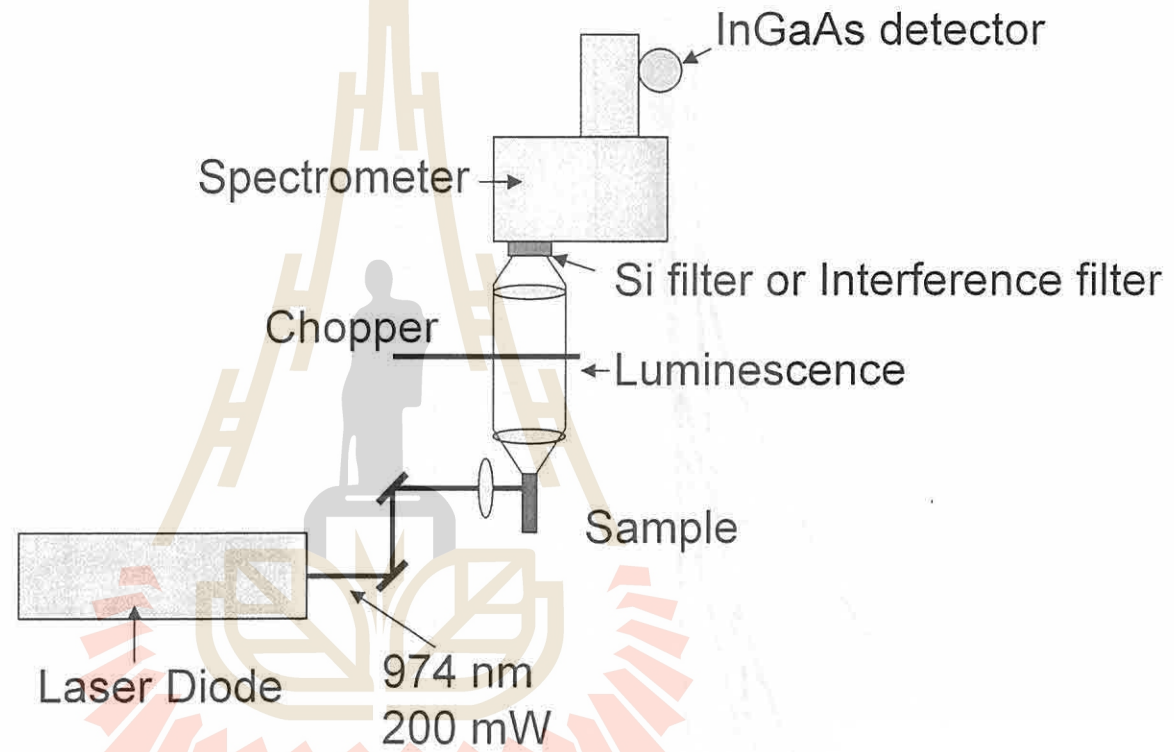 InGaAs detector
Spectrometer
Si filter or Interference filter
Chopper
Luminescence
Sample
Laser Diode
974 nm
200 mW